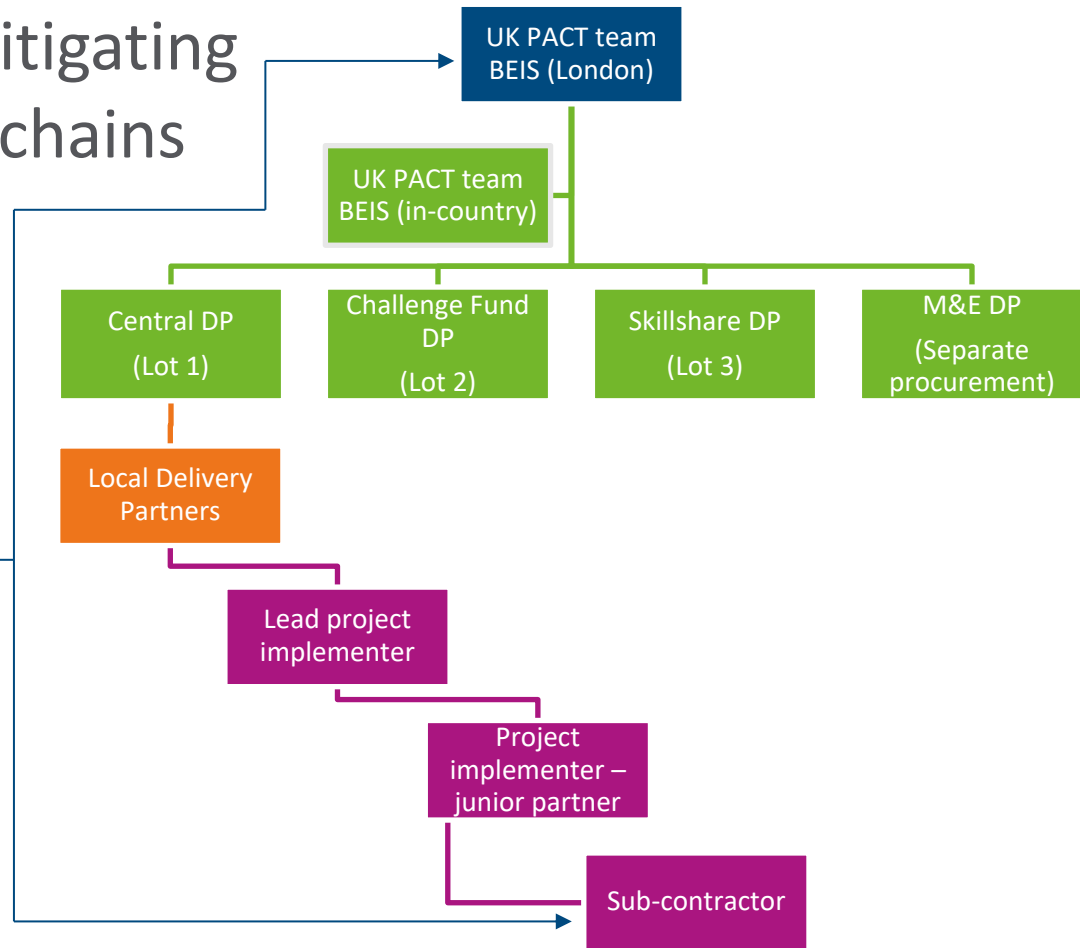 itigating
chains
UK PACT team
BEIS (London)
UK PACT team
BEIS (in-country)
Central DP
(Lot 1)
Challenge Fund
DP
(Lot 2)
Skillshare DP
(Lot 3)
M&E DP
(Separate
procurement)
Local Delivery
Partners
Lead project
implementer
Project
implementer –
junior partner
Sub-contractor